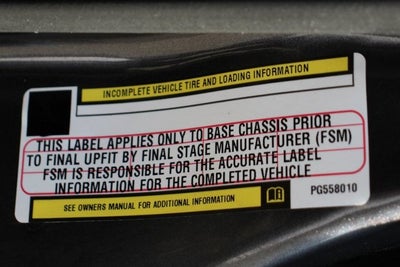 INCOMPLETE VEHICLE TIRE AND LOADING INFORMATION
THIS LABEL APPLIES ONLY TO BASE CHASSIS PRIOR
TO FINAL UPFIT BY FINAL STAGE MANUFACTURER (FSM)
FSM IS RESPONSIBLE FOR THE ACCURATE LABEL
INFORMATION FOR THE COMPLETED VEHICLE
SEE OWNERS MANUAL FOR ADDITIONAL INFORMATION
PG558010